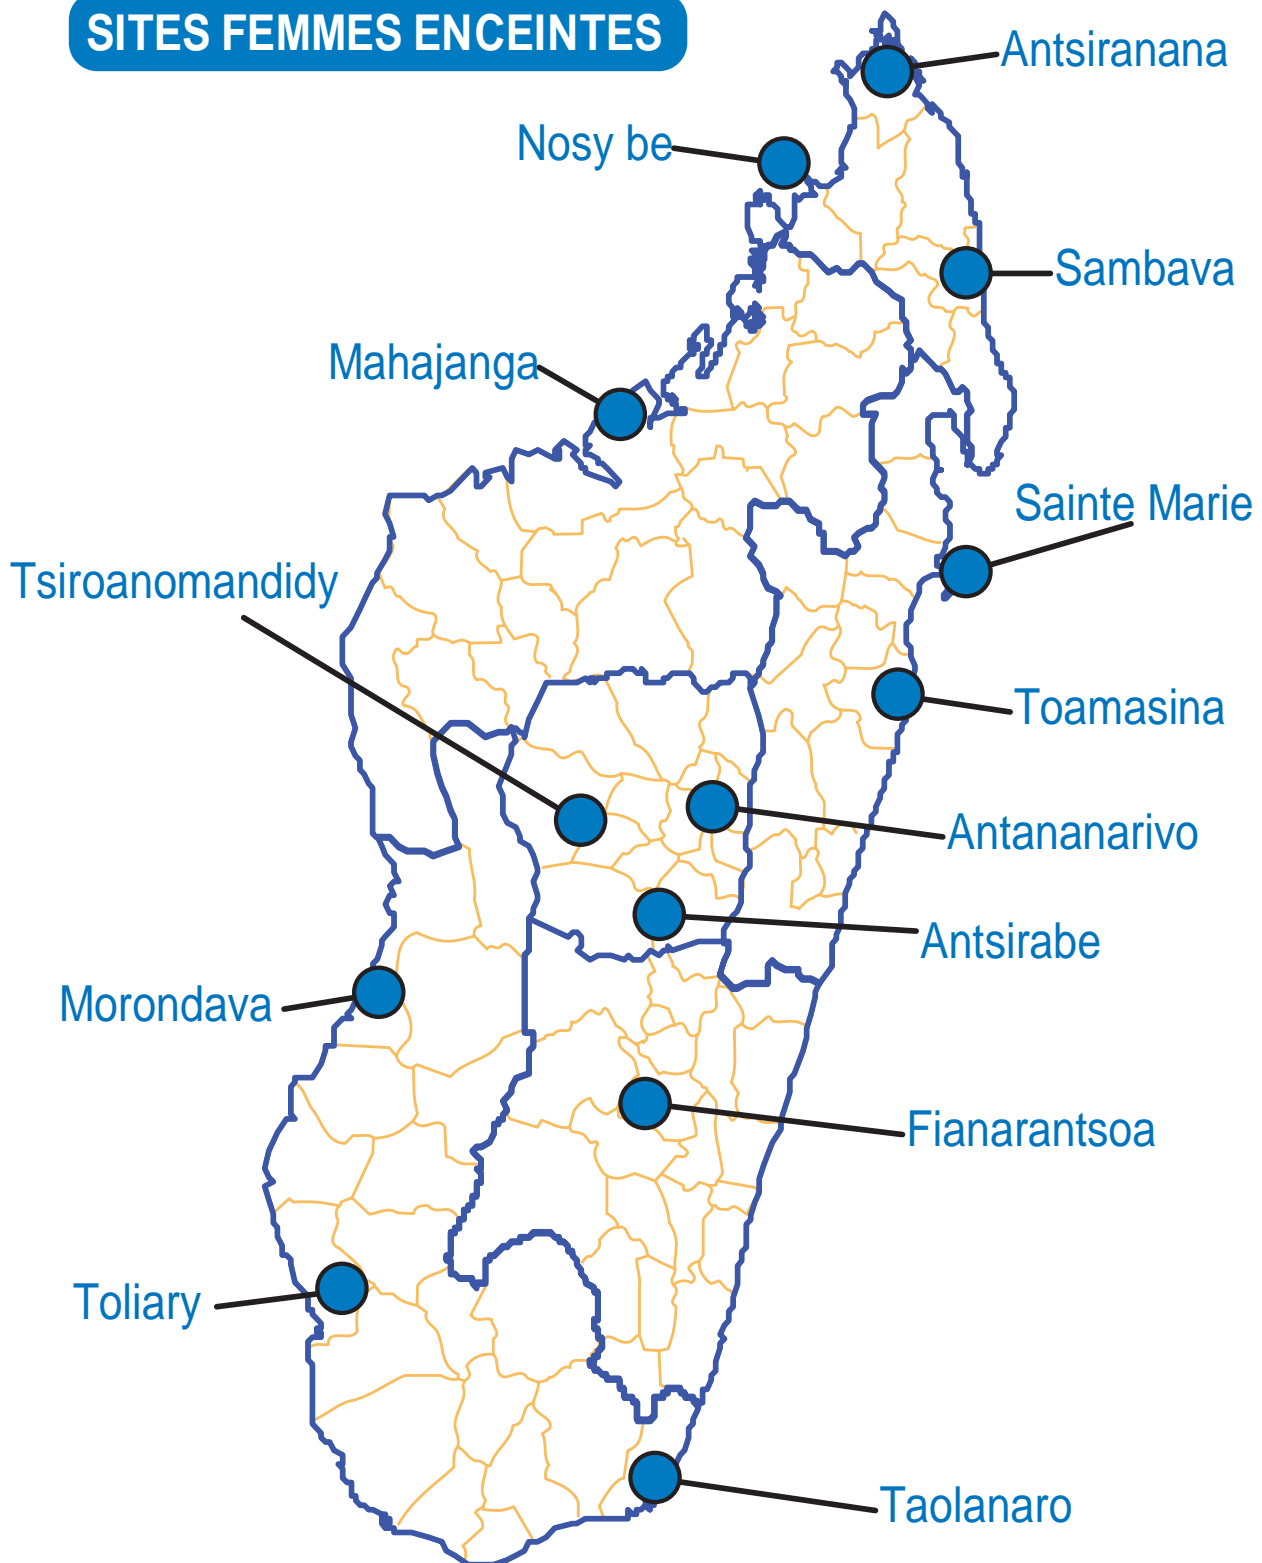 SITES FEMMES ENCEINTES
Antsiranana
Nosy be
Sambava
Mahajanga
Sainte Marie
Tsiroanomandidy
Toamasina
Antananarivo
Antsirabe
Morondava
Fianarantsoa
Toliary
Taolanaro